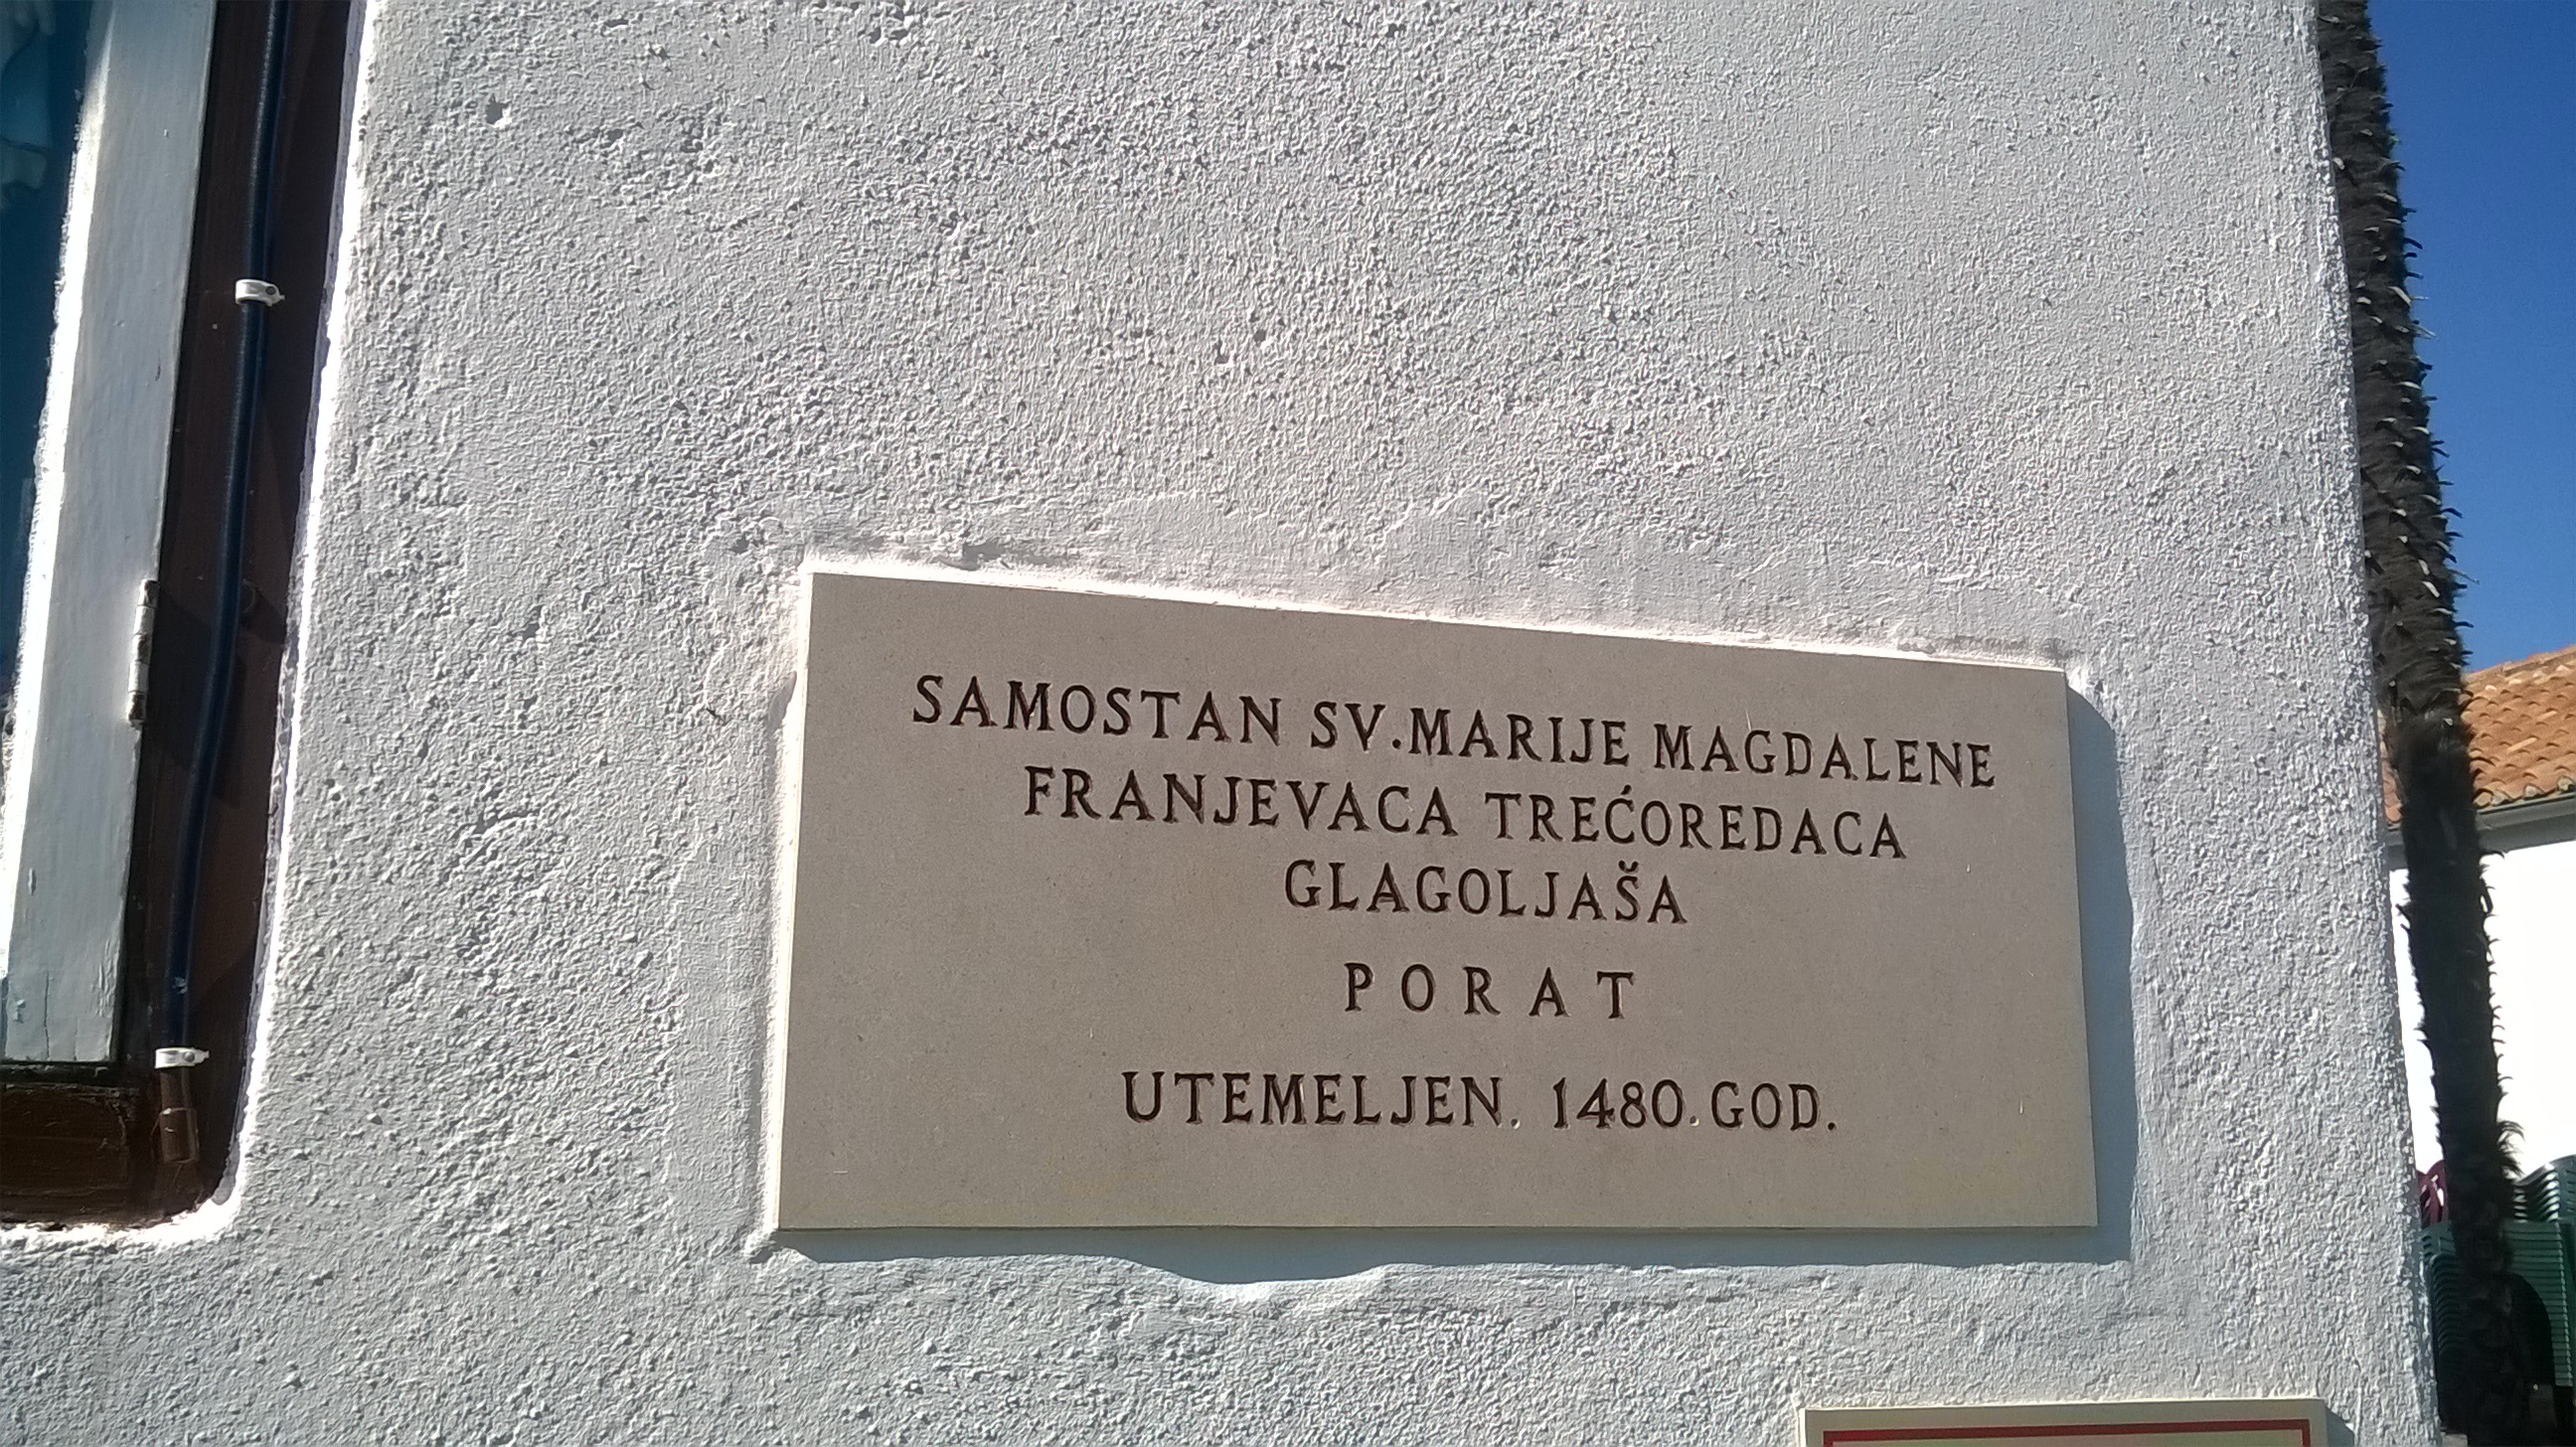 SAMOSTAN SV.MARIJE MAGDALENE
FRANJEVACA TREĆOREDACA
GLAGOLJAŠA
PORAT
UTEMELJEN. 1480.GOD.